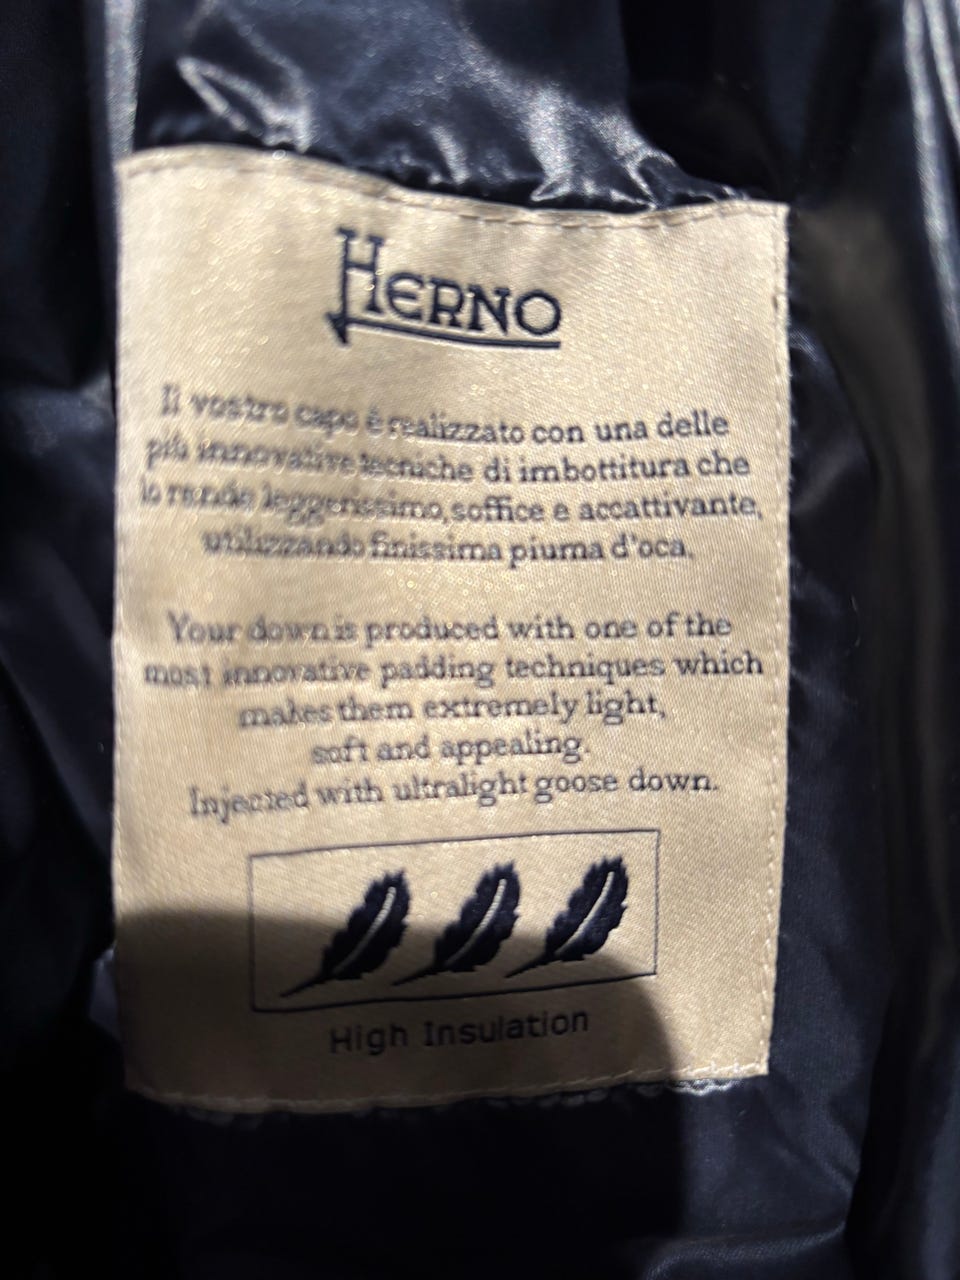 HERNO
Il vostro capo è realizzato con una delle
più innovative tecniche di imbottitura che
lo rende leggerissimo, soffice e accattivante,
utilizzando finissima piuma d'oca.
Your down is produced with one of the
most innovative padding techniques which
makes them extremely light,
soft and appealing.
Injected with ultralight goose down.
High Insulation